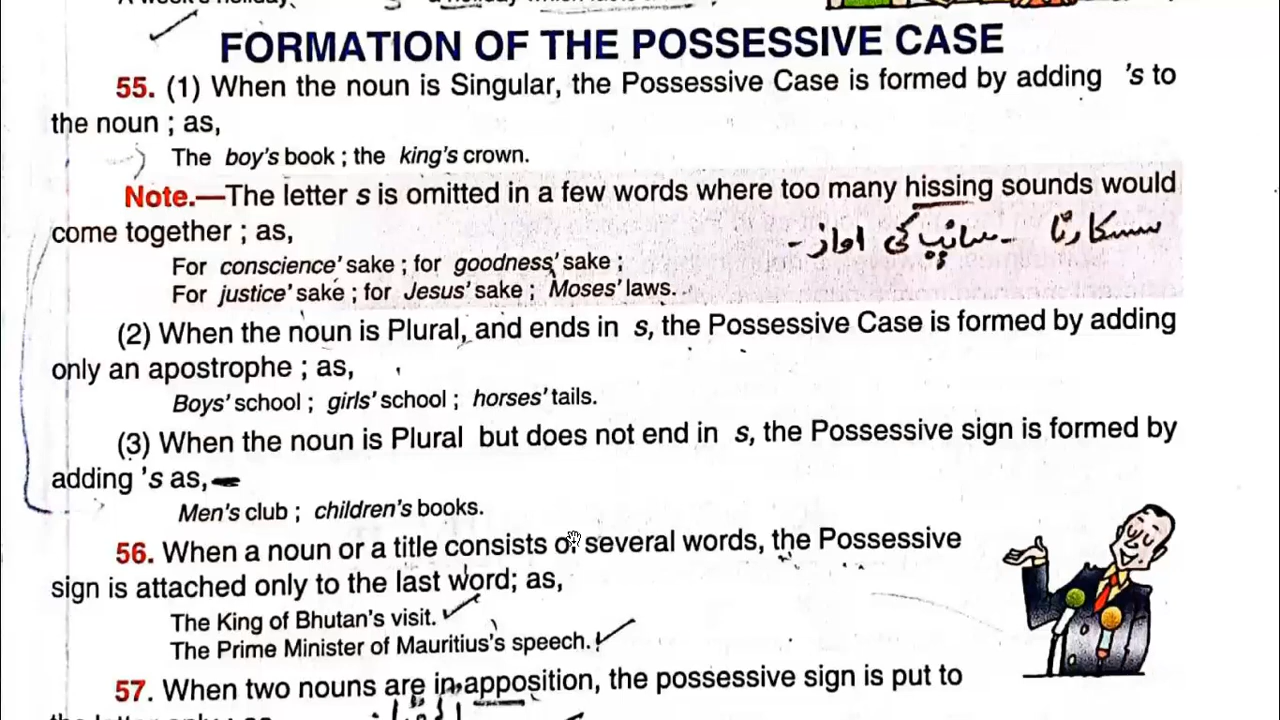 FORMATION OF THE POSSESSIVE CASE
55. (1) When the noun is Singular, the Possessive Case is formed by adding 's to
the noun ; as,
The boy's book ; the king's crown.
Note.—The letter s is omitted in a few words where too many hissing sounds would
come together ; as,
سسکارنا - سانپ کی آواز -
For conscience' sake ; for goodness' sake ;
For justice' sake ; for Jesus' sake ; Moses' laws.
(2) When the noun is Plural, and ends in s, the Possessive Case is formed by adding
only an apostrophe ; as,
Boys' school ; girls' school ; horses' tails.
(3) When the noun is Plural but does not end in s, the Possessive sign is formed by
adding 's as,
Men's club ; children's books.
56. When a noun or a title consists of several words, the Possessive
sign is attached only to the last word; as,
The King of Bhutan's visit.
The Prime Minister of Mauritius's speech.
57. When two nouns are in apposition, the possessive sign is put to